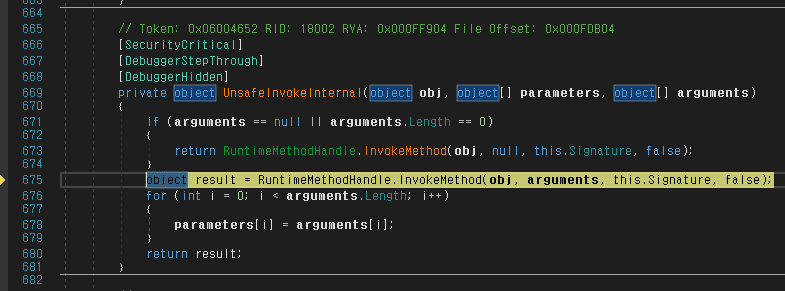 663 }
664
665 // Token: 0x06004652 RID: 18002 RVA: 0x000FF904 File Offset: 0x000FDB04
666 [SecurityCritical]
667 [DebuggerStepThrough]
668 [DebuggerHidden]
669 private object UnsafeInvokeInternal(object obj, object[] parameters, object[] arguments)
670 {
671 if (arguments == null || arguments.Length == 0)
672 {
673 return RuntimeMethodHandle.InvokeMethod(obj, null, this.Signature, false);
674 }
675 object result = RuntimeMethodHandle.InvokeMethod(obj, arguments, this.Signature, false);
676 for (int i = 0; i < arguments.Length; i++)
677 {
678 parameters[i] = arguments[i];
679 }
680 return result;
681 }
682